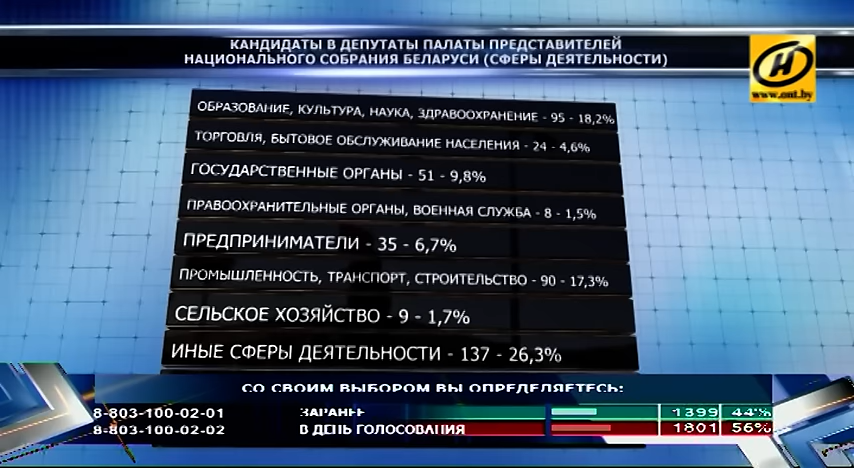 КАНДИДАТЫ В ДЕПУТАТЫ ПАЛАТЫ ПРЕДСТАВИТЕЛЕЙ
НАЦИОНАЛЬНОГО СОБРАНИЯ БЕЛАРУСИ (СФЕРЫ ДЕЯТЕЛЬНОСТИ)
www.ont.by
ОБРАЗОВАНИЕ, КУЛЬТУРА, НАУКА, ЗДРАВООХРАНЕНИЕ - 95 - 18,2%
ТОРГОВЛЯ, БЫТОВОЕ ОБСЛУЖИВАНИЕ НАСЕЛЕНИЯ - 24 - 4,6%
ГОСУДАРСТВЕННЫЕ ОРГАНЫ - 51 - 9,8%
ПРАВООХРАНИТЕЛЬНЫЕ ОРГАНЫ, ВОЕННАЯ СЛУЖБА - 8 - 1,5%
ПРЕДПРИНИМАТЕЛИ - 35 - 6,7%
ПРОМЫШЛЕННОСТЬ, ТРАНСПОРТ, СТРОИТЕЛЬСТВО - 90 - 17,3%
СЕЛЬСКОЕ ХОЗЯЙСТВО - 9 - 1,7%
ИНЫЕ СФЕРЫ ДЕЯТЕЛЬНОСТИ - 137 - 26,3%
СО СВОИМ ВЫБОРОМ ВЫ ОПРЕДЕЛЯЕТЕСЬ:
8-803-100-02-01 ЗАРАНЕЕ 1399 44%
8-803-100-02-02 В ДЕНЬ ГОЛОСОВАНИЯ 1801 56%